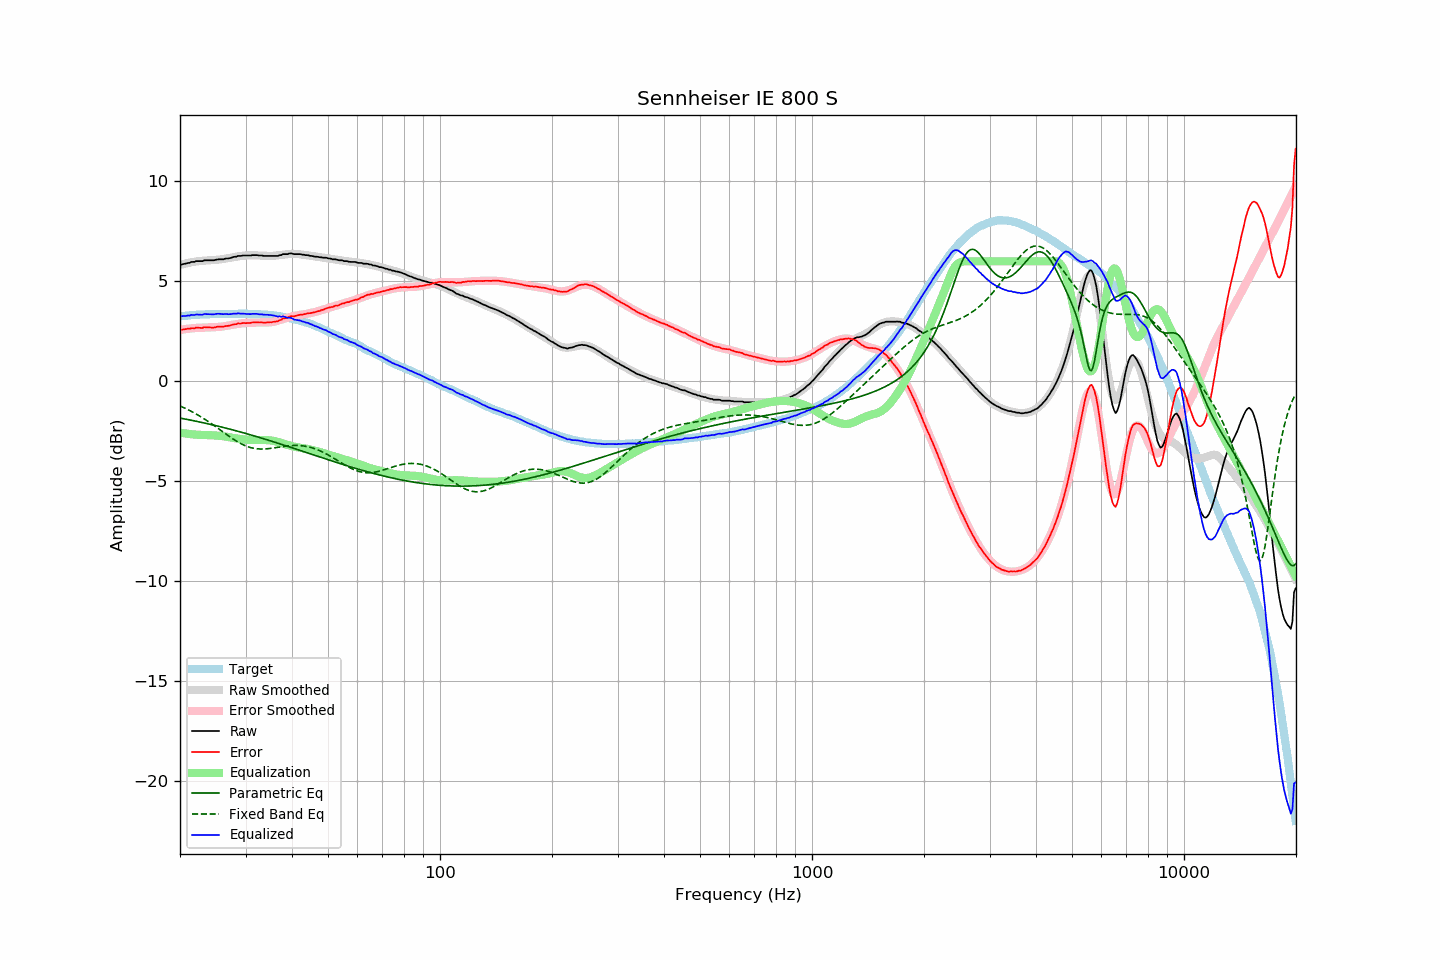 Sennheiser IE 800 S
10
5
0
−5
−10
−15
−20
Amplitude (dBr)
Target
Raw Smoothed
Error Smoothed
Raw
Error
Equalization
Parametric Eq
Fixed Band Eq
Equalized
100
1000
10000
Frequency (Hz)